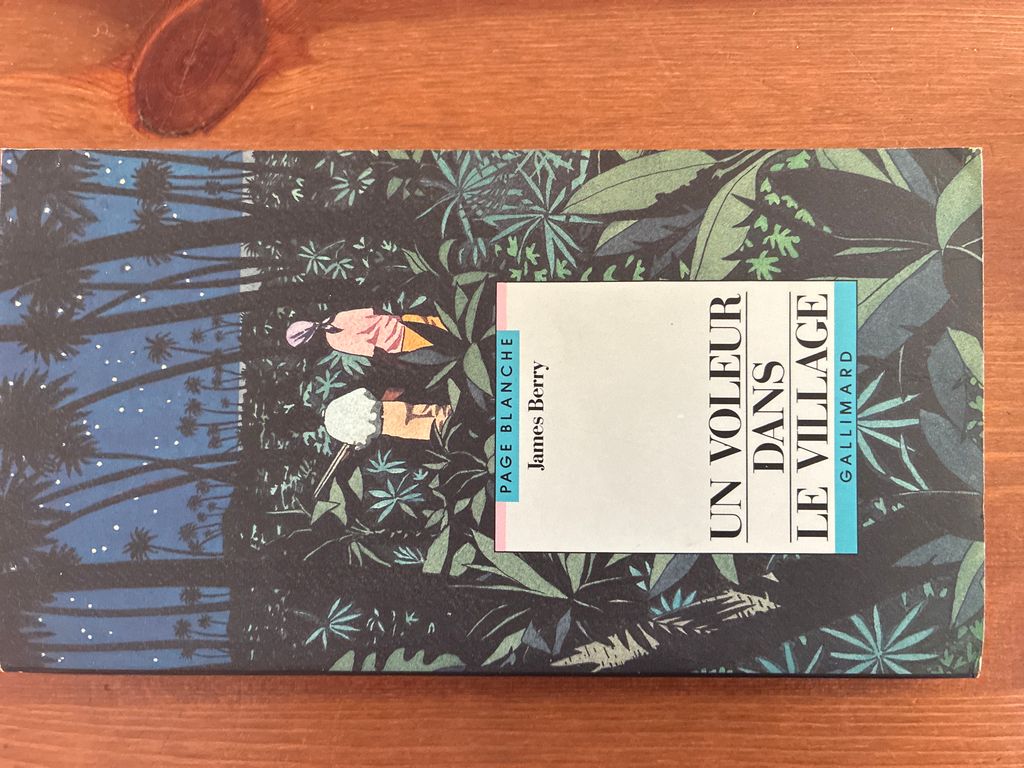 PAGE BLANCHE
James Berry
UN VOLEUR
DANS
LE VILLAGE
GALLIMARD